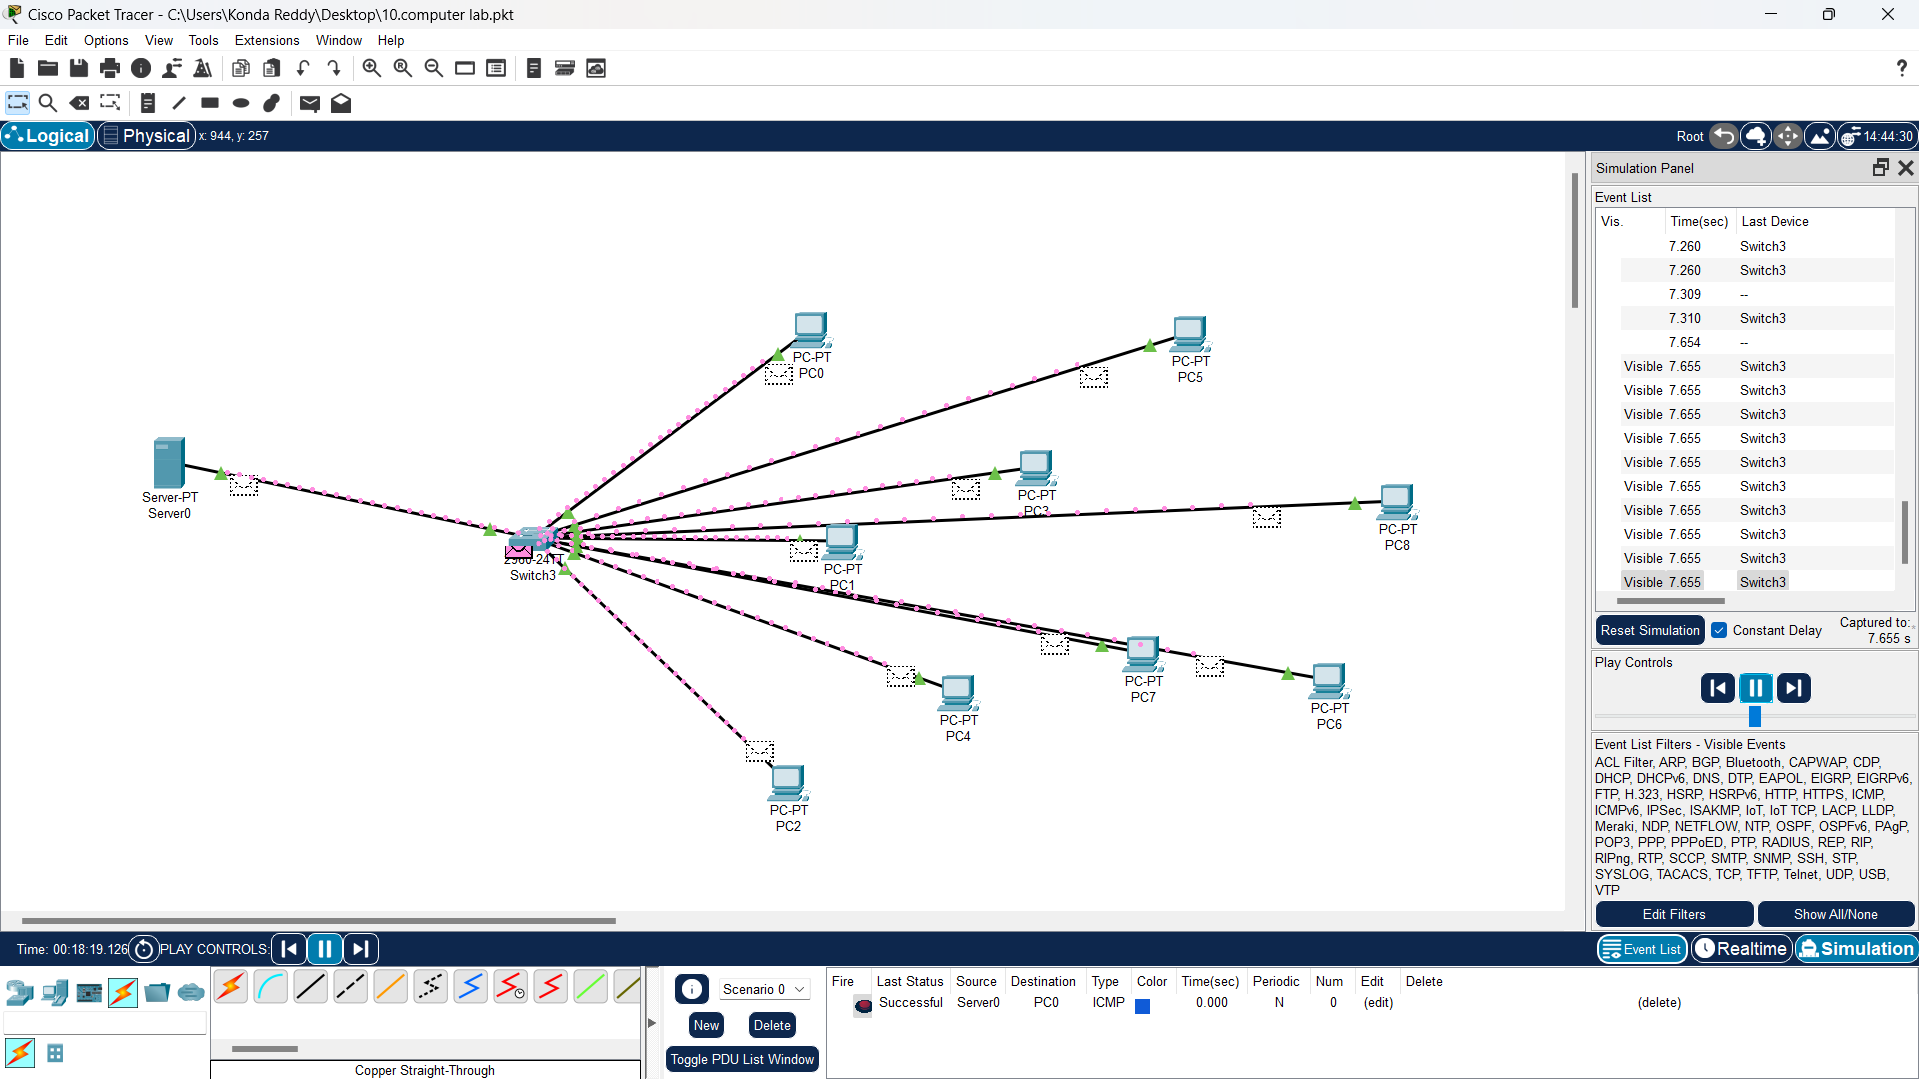 Cisco Packet Tracer - C:\Users\Konda Reddy\Desktop\10.computer lab.pkt
File Edit Options View Tools Extensions Window Help
?
Logical Physical x: 944, y: 257 Root 14:44:30
Simulation Panel
Event List
Vis. Time(sec) Last Device
7.260 Switch3
7.260 Switch3
7.309 --
7.310 Switch3
7.654 --
Visible 7.655 Switch3
Visible 7.655 Switch3
Visible 7.655 Switch3
Visible 7.655 Switch3
Visible 7.655 Switch3
Visible 7.655 Switch3
Visible 7.655 Switch3
Visible 7.655 Switch3
Visible 7.655 Switch3
Visible 7.655 Switch3
Reset Simulation Constant Delay Captured to:
7.655 s
Play Controls
Event List Filters - Visible Events
ACL Filter, ARP, BGP, Bluetooth, CAPWAP, CDP,
DHCP, DHCPv6, DNS, DTP, EAPOL, EIGRP, EIGRPv6,
FTP, H.323, HSRP, HSRPv6, HTTP, HTTPS, ICMP,
ICMPv6, IPSec, ISAKMP, IoT, IoT TCP, LACP, LLDP,
Meraki, NDP, NETFLOW, NTP, OSPF, OSPFv6, PAgP,
POP3, PPP, PPPoED, PTP, RADIUS, REP, RIP,
RIPng, RTP, SCCP, SMTP, SNMP, SSH, STP,
SYSLOG, TACACS, TCP, TFTP, Telnet, UDP, USB,
VTP
Edit Filters Show All/None
PC-PT
PC0
PC-PT
PC5
Server-PT
Server0
PC-PT
PC3
PC-PT
PC8
2960-24TT
Switch3
PC-PT
PC1
PC-PT
PC7
PC-PT
PC6
PC-PT
PC4
PC-PT
PC2
Time: 00:18:19.126 PLAY CONTROLS: Event List Realtime Simulation
Scenario 0
New Delete
Toggle PDU List Window
Copper Straight-Through
Fire Last Status Source Destination Type Color Time(sec) Periodic Num Edit Delete
Successful Server0 PC0 ICMP 0.000 N 0 (edit) (delete)